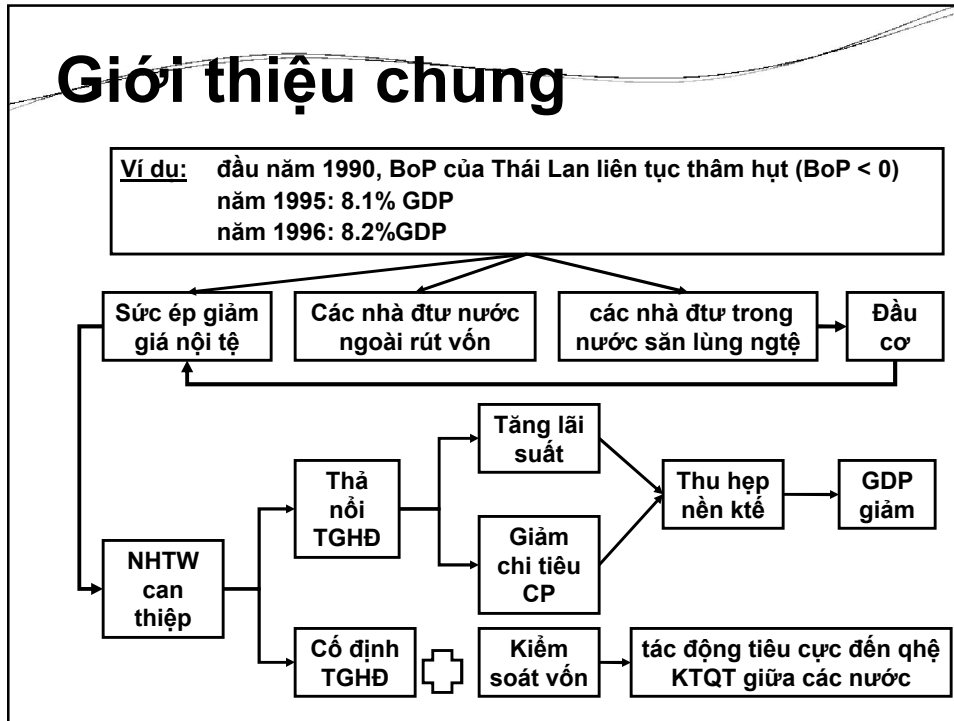 Giới thiệu chung
Ví dụ: đầu năm 1990, BoP của Thái Lan liên tục thâm hụt (BoP < 0)
năm 1995: 8.1% GDP
năm 1996: 8.2%GDP
Sức ép giảm
giá nội tệ
Các nhà đtư nước
ngoài rút vốn
các nhà đtư trong
nước săn lùng ngtệ
Đầu
cơ
Tăng lãi
suất
Thả
nổi
TGHĐ
Thu hẹp
nền ktế
GDP
giảm
Giảm
chi tiêu
CP
NHTW
can
thiệp
Cố định
TGHĐ
Kiểm
soát vốn
tác động tiêu cực đến qhệ
KTQT giữa các nước